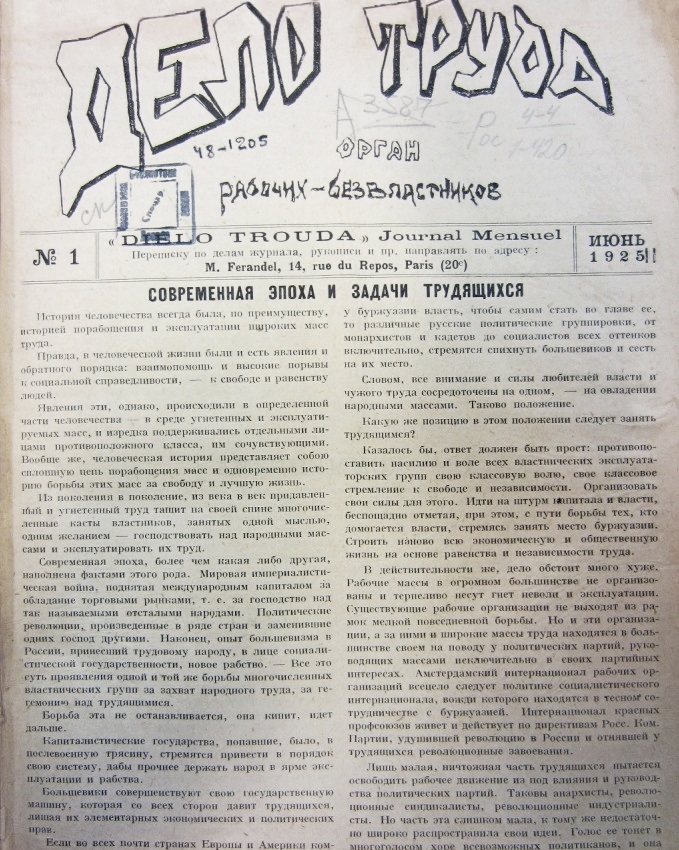 ДЕЛО ТРУДА
А 3587
4-4
48-1205
ОРГАН
Рос
РАБОЧИХ-БЕЗВЛАСТНИКОВ
№ 1
« DIELO TROUDA » Journal Mensuel
Переписку по делам журнала, рукописи и пр. направлять по адресу :
M. Ferandel, 14, rue du Repos, Paris (20ᵉ)
ИЮНЬ
1925
СОВРЕМЕННАЯ ЭПОХА И ЗАДАЧИ ТРУДЯЩИХСЯ
История человечества всегда была, по преимуществу,
историей порабощения и эксплуатации широких масс
труда.
Правда, в человеческой жизни были и есть явления и
обратного порядка: взаимопомощь и высокие порывы
к социальной справедливости, — к свободе и равенству
людей.
Явления эти, однако, происходили в определенной
части человечества — в среде угнетенных и эксплуати-
руемых масс, и изредка поддерживались отдельными ли-
цами противоположного класса, им сочувствующими.
Вообще же, человеческая история представляет собою
сплошную цепь порабощения масс и одновременно исто-
рию борьбы этих масс за свободу и лучшую жизнь.
Из поколения в поколение, из века в век придавлен-
ный и угнетенный труд тащит на своей спине многочис-
ленные касты властников, занятых одной мыслью,
одним желанием — господствовать над народными мас-
сами и эксплуатировать их труд.
Современная эпоха, более чем какая либо другая,
наполнена фактами этого рода. Мировая империалисти-
ческая война, поднятая международным капиталом за
обладание торговыми рынками, т. е. за господство над
так называемыми отсталыми народами. Политические
революции, произведенные в ряде стран и заменившие
одних господ другими. Наконец, опыт большевизма в
России, принесший трудовому народу, в лице социали-
стической государственности, новое рабство. — Все это
суть проявления одной и той же борьбы многочисленных
властнических групп за захват народного труда, за ге-
гемонию над трудящимися.
Борьба эта не останавливается, она кипит, идет
дальше.
Капиталистические государства, попавшие, было, в
послевоенную трясину, стремятся привести в порядок
свою систему, дабы прочнее держать народ в ярме экс-
плуатации и рабства.
Большевики совершенствуют свою государственную
машину, которая со всех сторон давит трудящихся,
лишая их элементарных экономических и политических
прав.
Если во всех почти странах Европы и Америки ком-
у буржуазии власть, чтобы самим стать во главе ее,
то различные русские политические группировки, от
монархистов и кадетов до социалистов всех оттенков
включительно, стремятся спихнуть большевиков и сесть
на их место.
Словом, все внимание и силы любителей власти и
чужого труда сосредоточены на одном, — на овладении
народными массами. Таково положение.
Какую же позицию в этом положении следует занять
трудящимся?
Казалось бы, ответ должен быть прост: противопо-
ставить насилию и воле всех властнических эксплуата-
торских групп свою классовую волю, свое классовое
стремление к свободе и независимости. Организовать
свои силы для этого. Идти на штурм капитала и власти,
беспощадно отметая, при этом, с пути борьбы тех, кто
домогается власти, стремясь занять место буржуазии.
Строить наново всю экономическую и общественную
жизнь на основе равенства и независимости труда.
В действительности же, дело обстоит много хуже.
Рабочие массы в огромном большинстве не организо-
ваны и терпеливо несут гнет неволи и эксплуатации.
Существующие рабочие организации не выходят из ра-
мок мелкой повседневной борьбы. Но и эти организа-
ции, а за ними и широкие массы труда находятся в боль-
шинстве своем на поводу у политических партий, руко-
водящих массами исключительно в своих партийных
интересах. Амстердамский интернационал рабочих ор-
ганизаций всецело следует политике социалистического
интернационала, вожди которого находятся в тесном со-
трудничестве с буржуазией. Интернационал красных
профсоюзов живет и действует по директивам Росс. Ком.
Партии, удушившей революцию в России и отнявшей у
трудящихся революционные завоевания.
Лишь малая, ничтожная часть трудящихся пытается
освободить рабочее движение из под влияния и руковод-
ства политических партий. Таковы анархисты, револю-
ционные синдикалисты, революционные индустриали-
сты. Но часть эта слишком мала, к тому же недостаточ-
но широко распространила свои идеи. Голос ее тонет в
многоголосом хоре всевозможных политиканов, и она